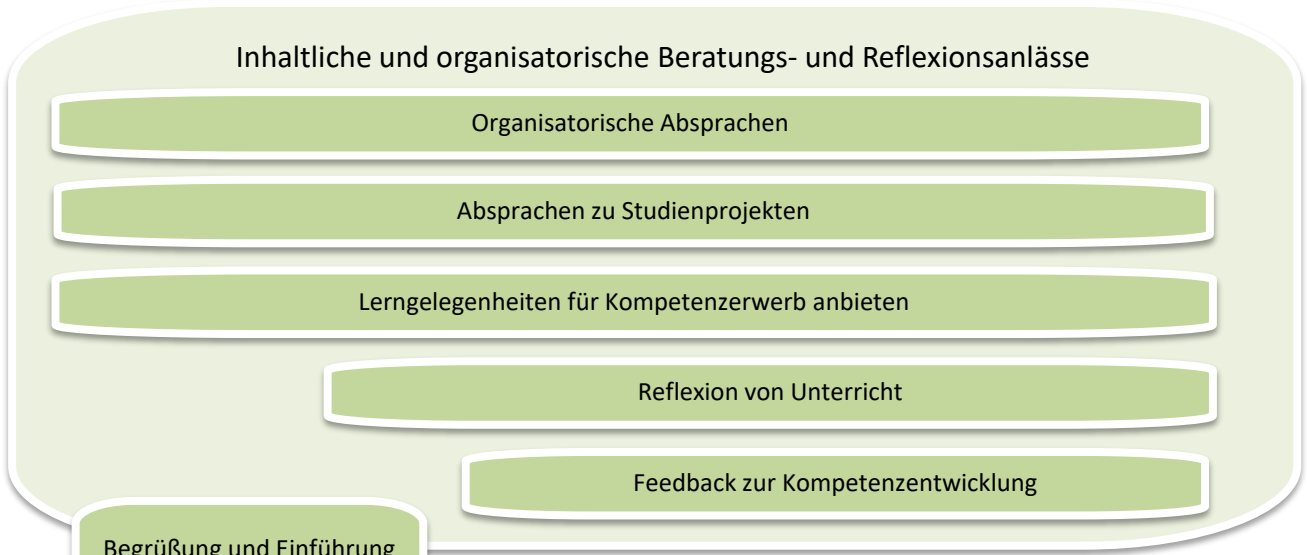 Inhaltliche und organisatorische Beratungs- und Reflexionsanlässe
Organisatorische Absprachen
Absprachen zu Studienprojekten
Lerngelegenheiten für Kompetenzerwerb anbieten
Reflexion von Unterricht
Feedback zur Kompetenzentwicklung
Begrüßung und Einführung